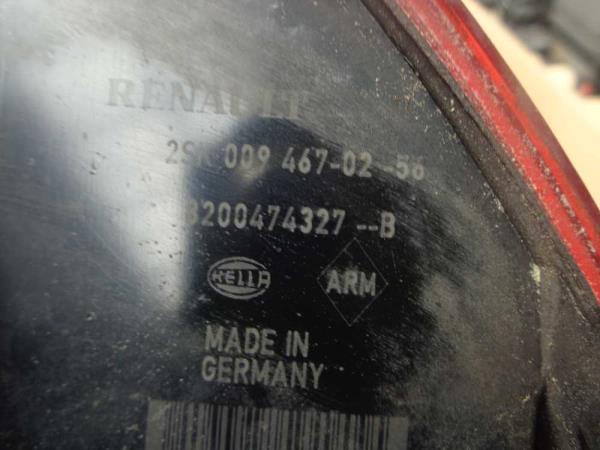 RENAULT
2SK 009 467-02-56
8200474327--B
HELLA ARM
MADE IN
GERMANY